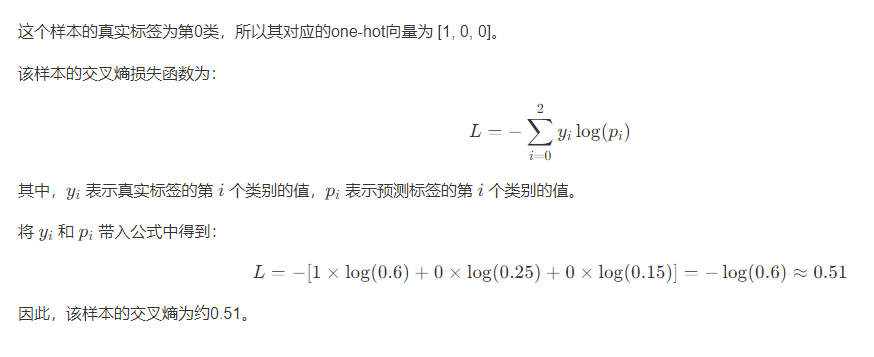 这个样本的真实标签为第0类，所以其对应的one-hot向量为 [1, 0, 0]。
该样本的交叉熵损失函数为：
L = −∑_{i=0}^{2} y_i log(p_i)
其中，y_i 表示真实标签的第 i 个类别的值，p_i 表示预测标签的第 i 个类别的值。
将 y_i 和 p_i 带入公式中得到：
L = −[1 × log(0.6) + 0 × log(0.25) + 0 × log(0.15)] = − log(0.6) ≈ 0.51
因此，该样本的交叉熵为约0.51。